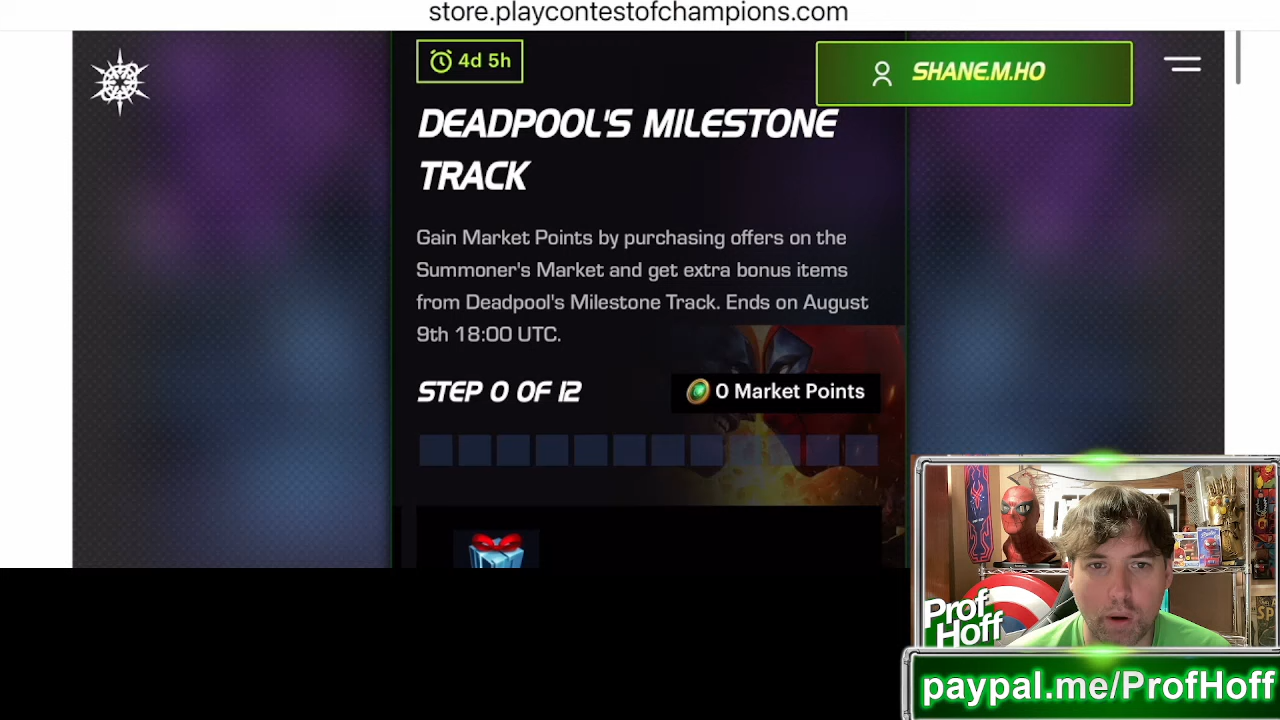 store.playcontestofchampions.com
4d 5h
SHANE.M.HO
DEADPOOL'S MILESTONE
TRACK
Gain Market Points by purchasing offers on the
Summoner's Market and get extra bonus items
from Deadpool's Milestone Track. Ends on August
9th 18:00 UTC.
STEP 0 OF 12
0 Market Points
Prof
Hoff
paypal.me/ProfHoff